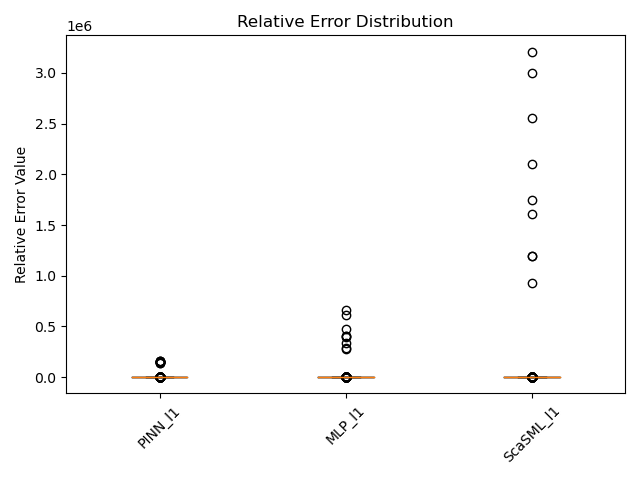 Relative Error Distribution
1e6
3.0
2.5
2.0
1.5
1.0
0.5
0.0
Relative Error Value
PINN_l1
MLP_l1
ScaSML_l1